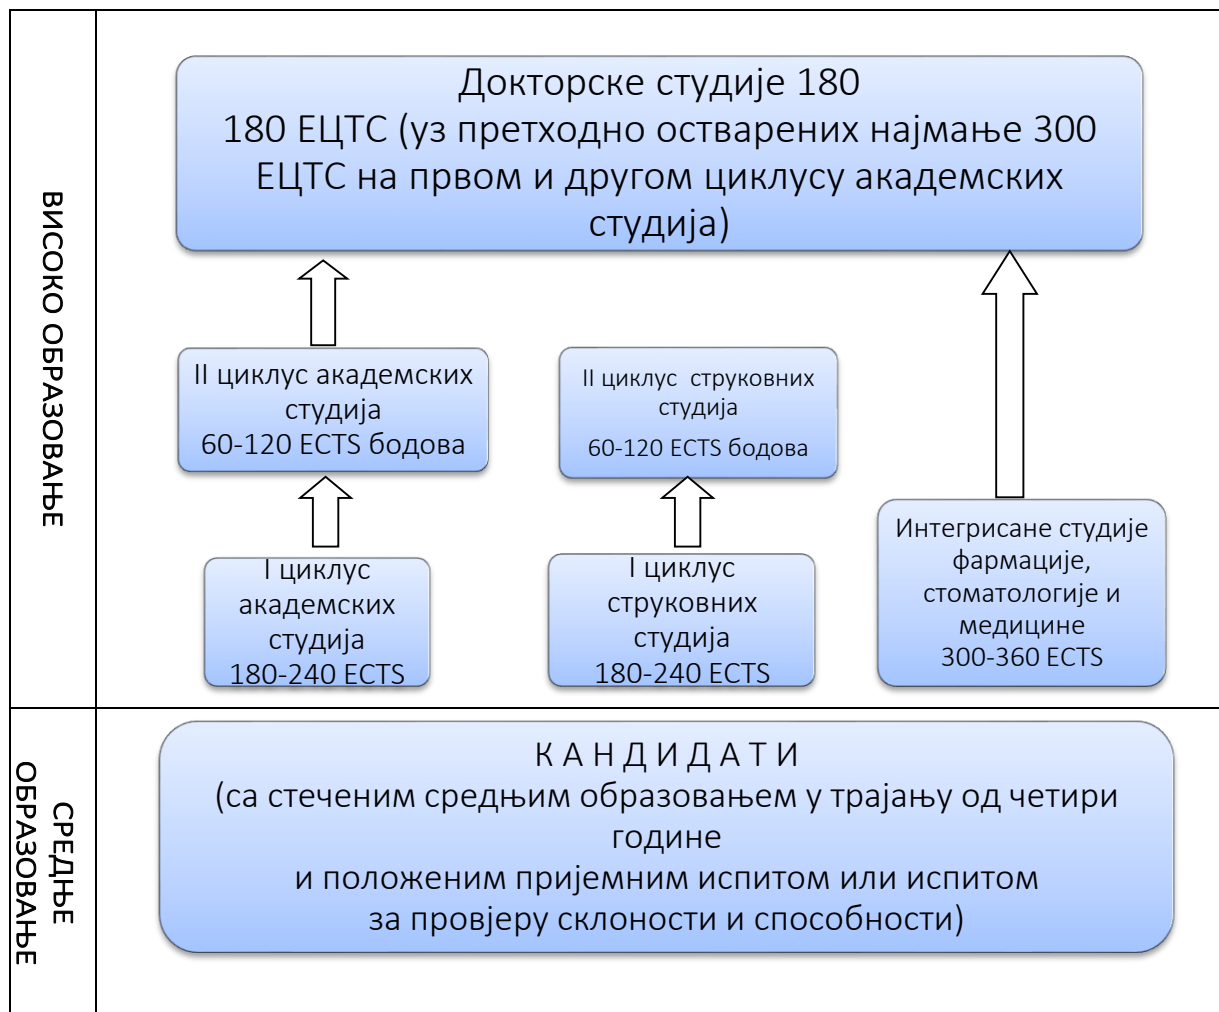 ВИСОКО ОБРАЗОВАЊЕ
Докторске студије 180
180 ЕЦТС (уз претходно остварених најмање 300
ЕЦТС на првом и другом циклусу академских
студија)
II циклус академских
студија
60-120 ECTS бодова
II циклус  струковних
студија
60-120 ECTS бодова
I циклус
академских
студија
180-240 ECTS
I циклус
струковних
студија
180-240 ECTS
Интегрисане студије
фармације,
стоматологије и
медицине
300-360 ECTS
СРЕДЊЕ
ОБРАЗОВАЊЕ
К А Н Д И Д А Т И
(са стеченим средњим образовањем у трајању од четири
године
и положеним пријемним испитом или испитом
за провјеру склоности и способности)